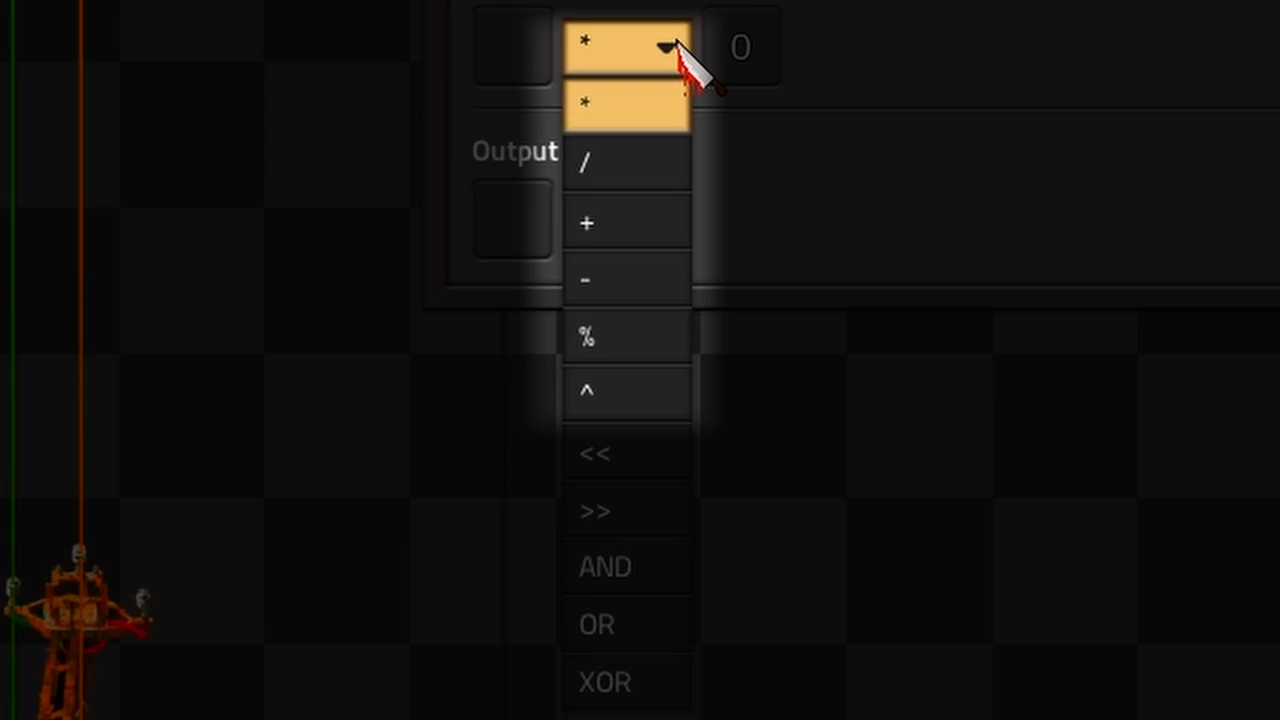 * 0
*
/
Output
+
-
%
^
<<
>>
AND
OR
XOR